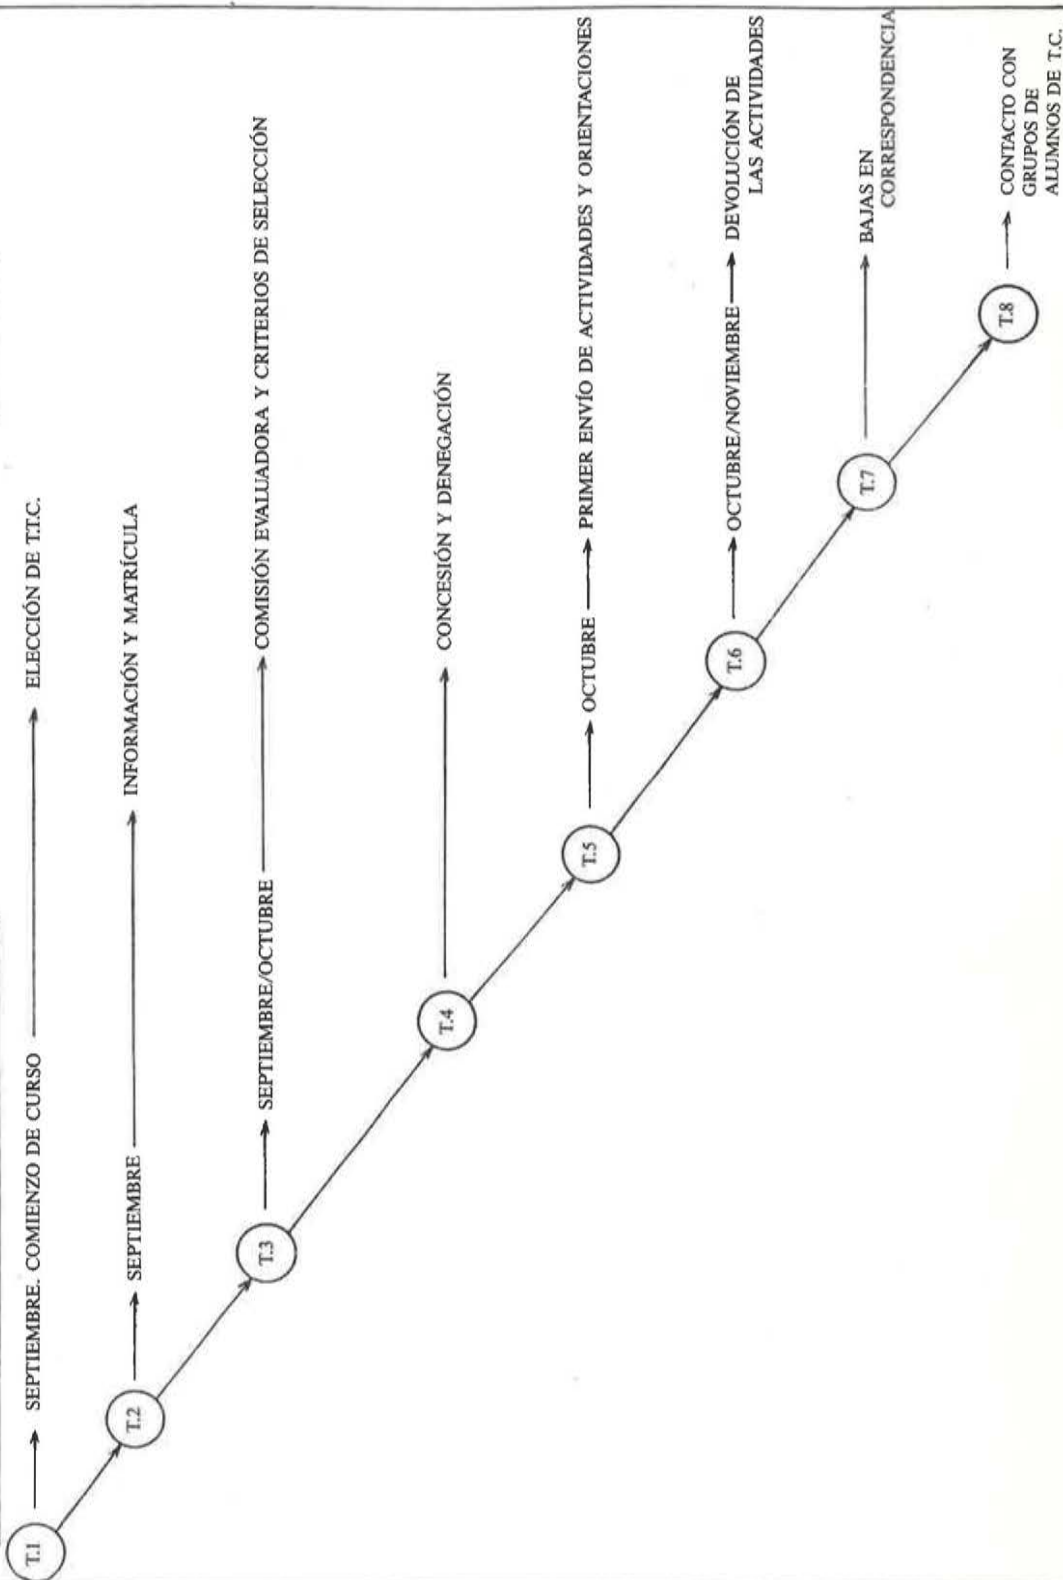 T.1 SEPTIEMBRE. COMIENZO DE CURSO ELECCIÓN DE T.T.C.
T.2 SEPTIEMBRE INFORMACIÓN Y MATRÍCULA
T.3 SEPTIEMBRE/OCTUBRE COMISIÓN EVALUADORA Y CRITERIOS DE SELECCIÓN
T.4 CONCESIÓN Y DENEGACIÓN
T.5 OCTUBRE PRIMER ENVÍO DE ACTIVIDADES Y ORIENTACIONES
T.6 OCTUBRE/NOVIEMBRE DEVOLUCIÓN DE
LAS ACTIVIDADES
T.7 BAJAS EN
CORRESPONDENCIA
T.8 CONTACTO CON
GRUPOS DE
ALUMNOS DE T.C.